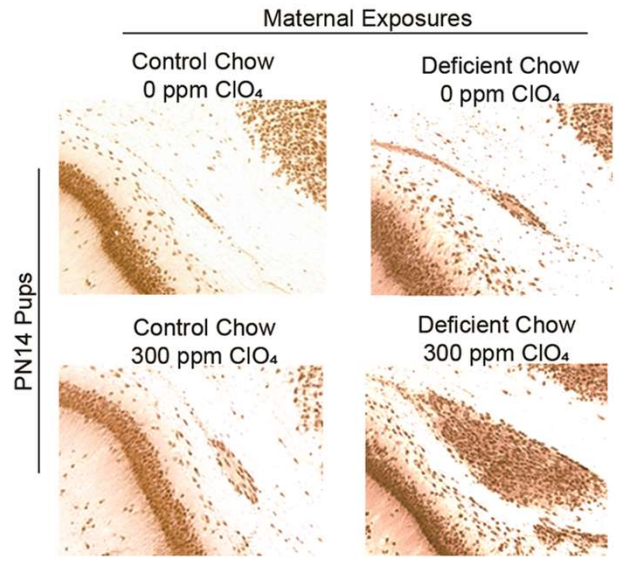 Maternal Exposures
Control Chow
0 ppm ClO₄
Deficient Chow
0 ppm ClO₄
PN14 Pups
Control Chow
300 ppm ClO₄
Deficient Chow
300 ppm ClO₄